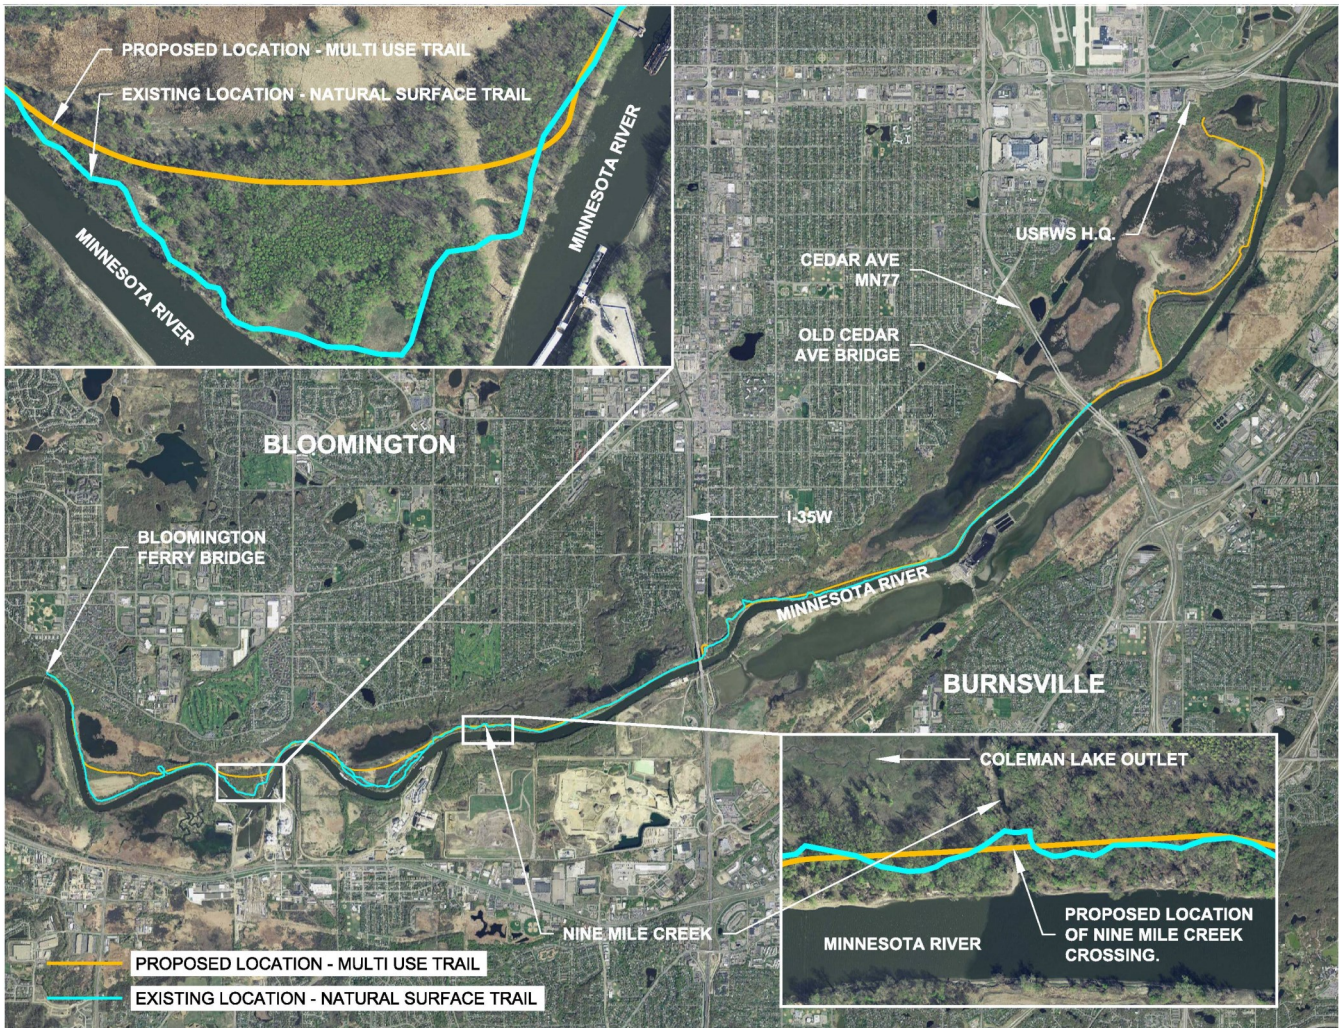 PROPOSED LOCATION - MULTI USE TRAIL
EXISTING LOCATION - NATURAL SURFACE TRAIL
MINNESOTA RIVER
MINNESOTA RIVER
USFWS H.Q.
CEDAR AVE
MN77
OLD CEDAR
AVE BRIDGE
BLOOMINGTON
I-35W
BLOOMINGTON
FERRY BRIDGE
MINNESOTA RIVER
BURNSVILLE
COLEMAN LAKE OUTLET
NINE MILE CREEK
PROPOSED LOCATION
OF NINE MILE CREEK
CROSSING.
MINNESOTA RIVER
PROPOSED LOCATION - MULTI USE TRAIL
EXISTING LOCATION - NATURAL SURFACE TRAIL